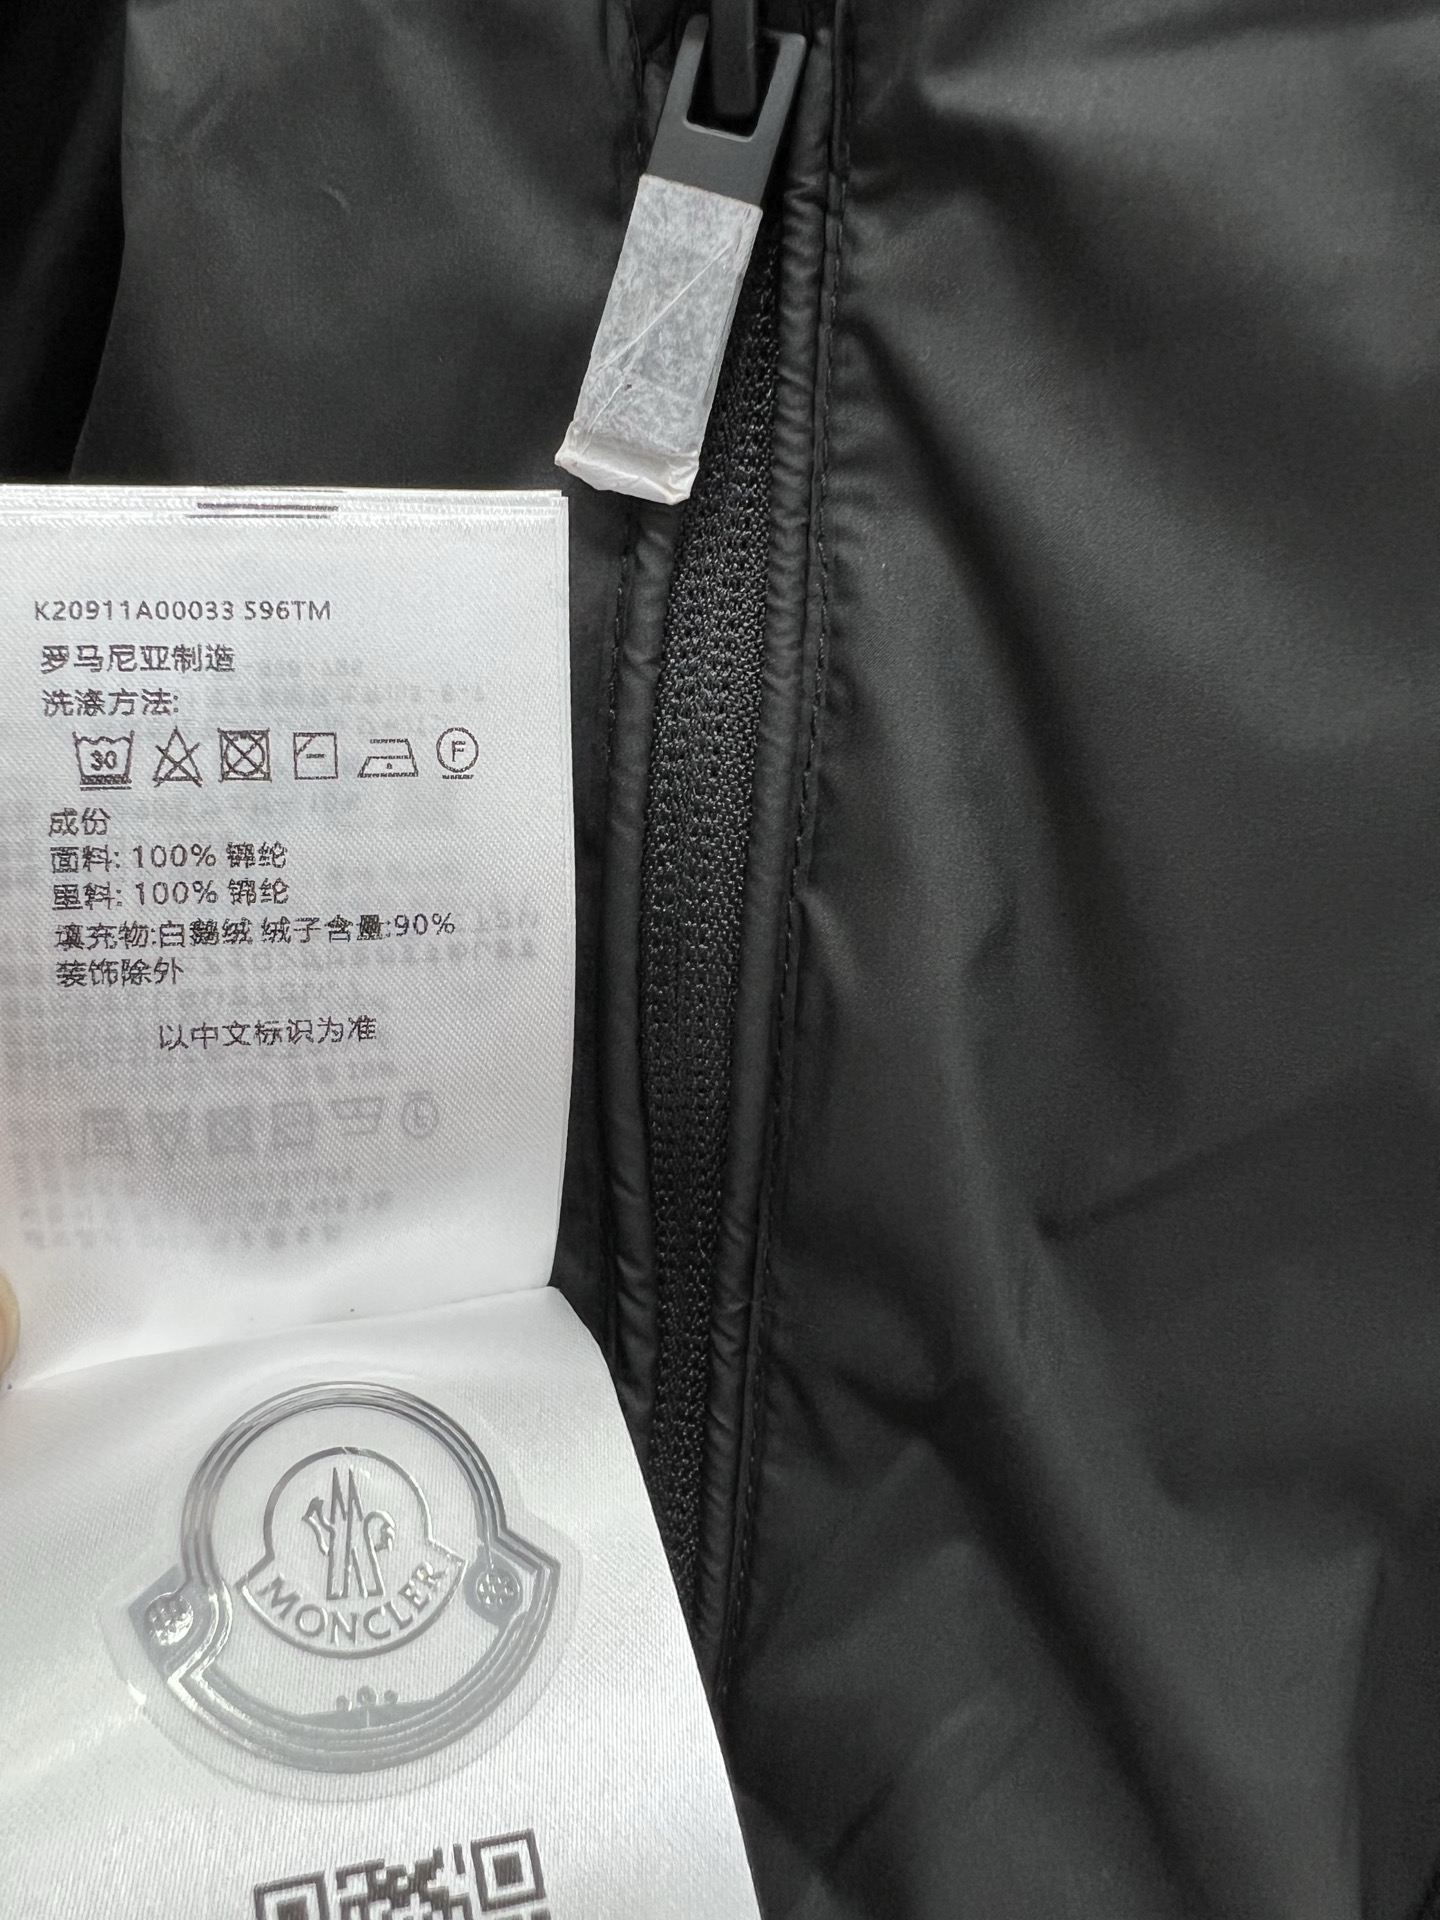 K20911A00033 596TM
罗马尼亚制造
洗涤方法:
30
F
成份
面料: 100% 锦纶
里料: 100% 锦纶
填充物:白鹅绒 绒子含量:90%
装饰除外
以中文标识为准
MONCLER